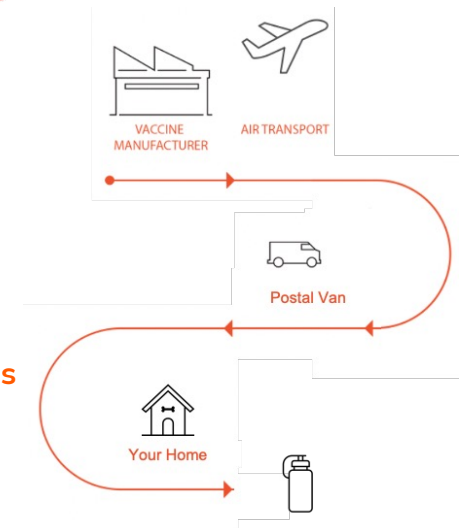 VACCINE
MANUFACTURER
AIR TRANSPORT
Postal Van
s
Your Home